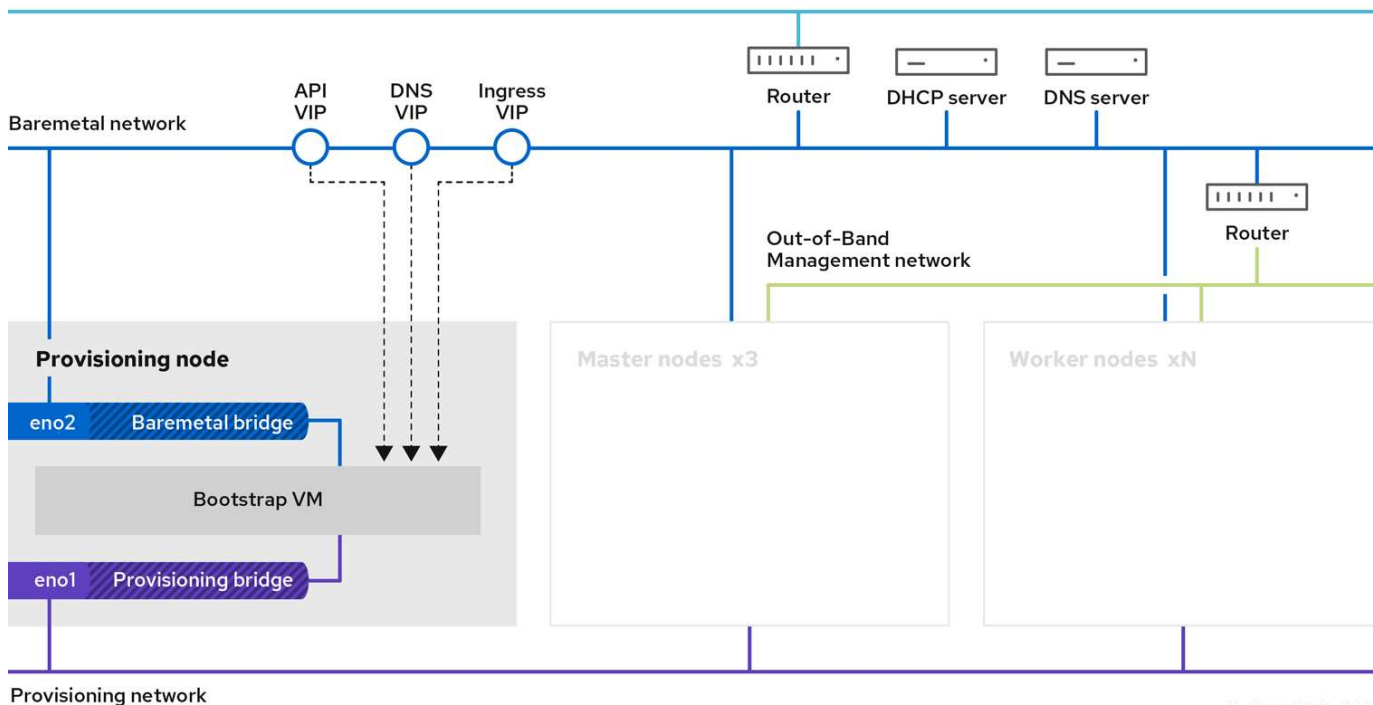 API
VIP
DNS
VIP
Ingress
VIP
Router
DHCP server
DNS server
Baremetal network
Router
Out-of-Band
Management network
Provisioning node
Master nodes x3
Worker nodes xN
eno2
Baremetal bridge
Bootstrap VM
eno1
Provisioning bridge
Provisioning network